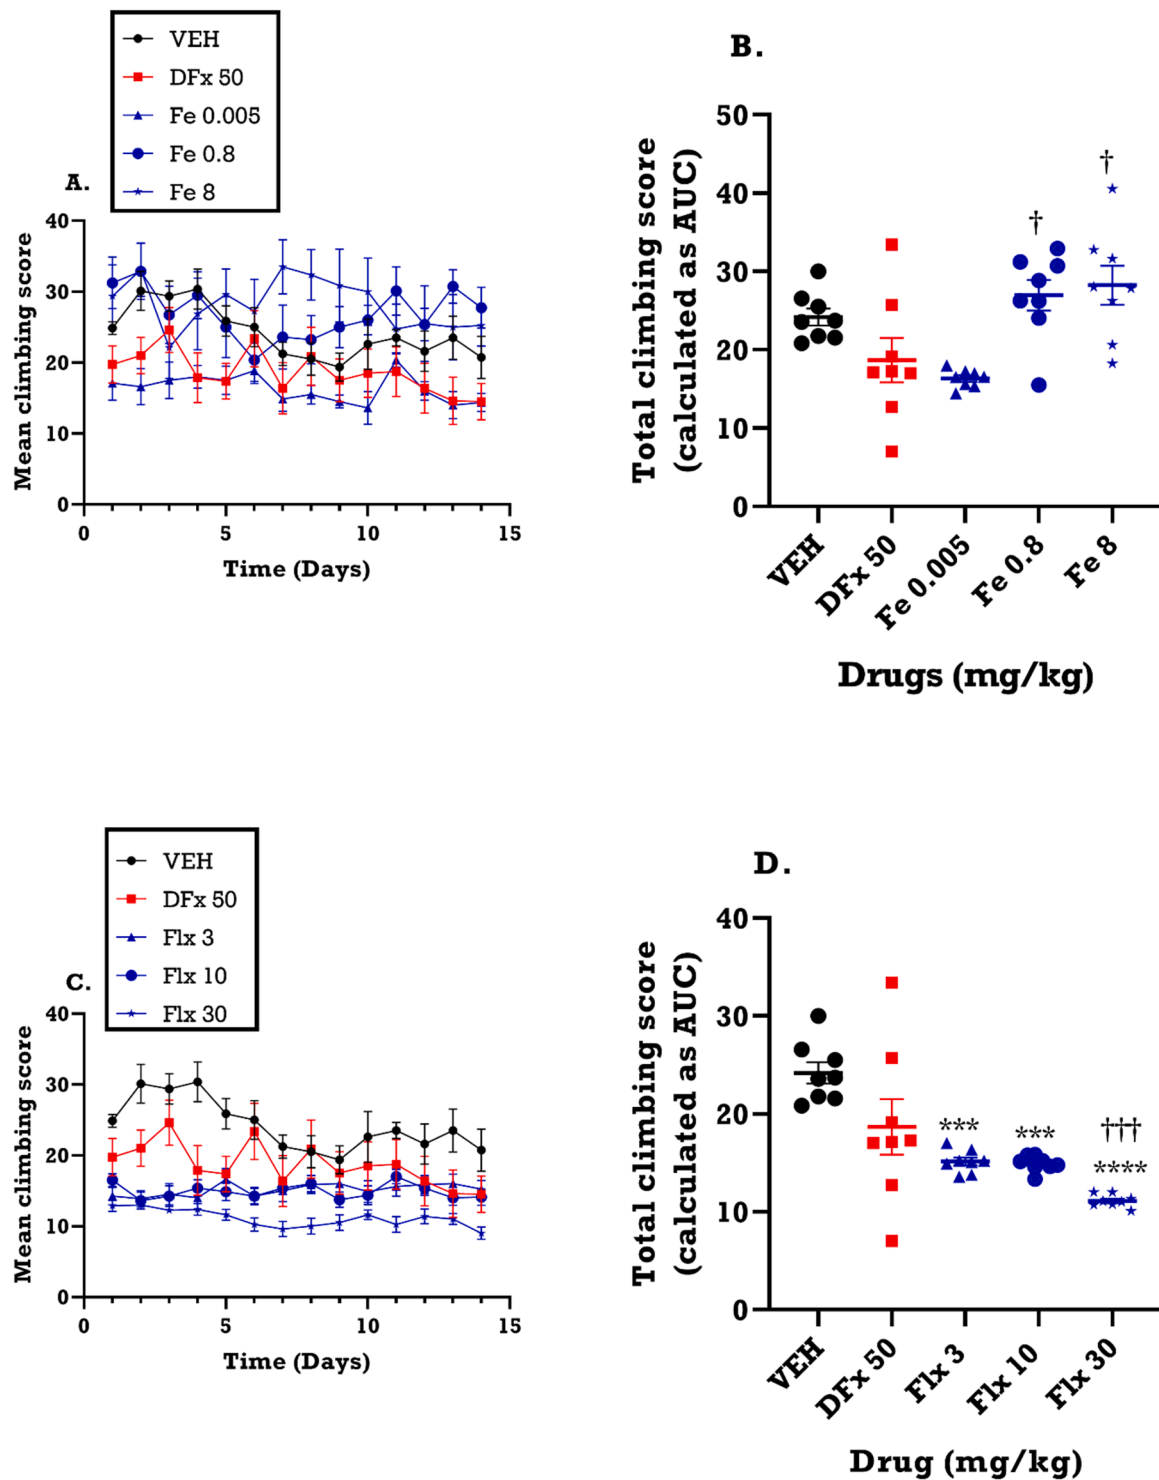 VEH
DFx 50
Fe 0.005
Fe 0.8
Fe 8
A.
Mean climbing score
40
30
20
10
0
0 5 10 15
Time (Days)
B.
Total climbing score
(calculated as AUC)
50
40
30
20
10
0
†
†
VEH
DFx 50
Fe 0.005
Fe 0.8
Fe 8
Drugs (mg/kg)
VEH
DFx 50
Flx 3
Flx 10
Flx 30
C.
Mean climbing score
40
30
20
10
0
0 5 10 15
Time (Days)
D.
Total climbing score
(calculated as AUC)
40
30
20
10
0
***
***
†††
****
VEH
DFx 50
Flx 3
Flx 10
Flx 30
Drug (mg/kg)